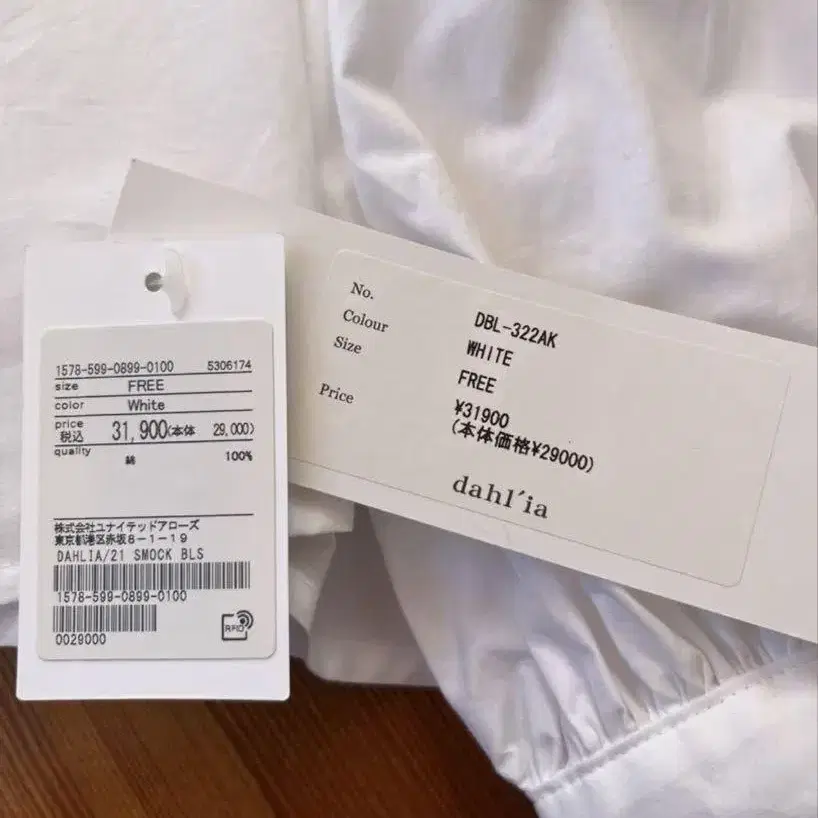 1578-599-0899-0100 5306174
size FREE
color White
price 税込 31,900(本体 29,000)
quality
綿 100%
株式会社ユナイテッドアローズ
東京都港区赤坂8-1-19
DAHLIA/21 SMOCK BLS
1578-599-0899-0100
0029000
RFID
No. DBL-322AK
Colour WHITE
Size FREE
Price ¥31900
(本体価格¥29000)
dahl'ia